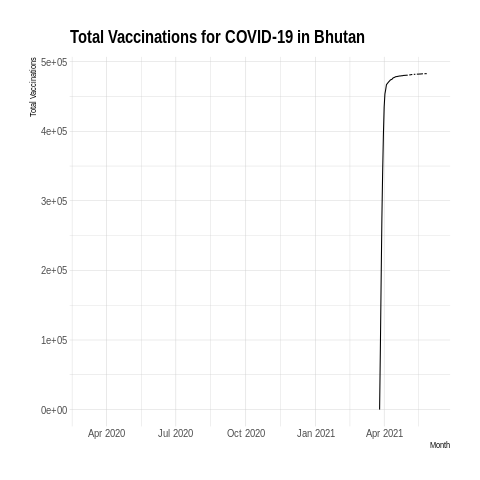 Total Vaccinations for COVID-19 in Bhutan
Total Vaccinations
5e+05
4e+05
3e+05
2e+05
1e+05
0e+00
Apr 2020 Jul 2020 Oct 2020 Jan 2021 Apr 2021
Month